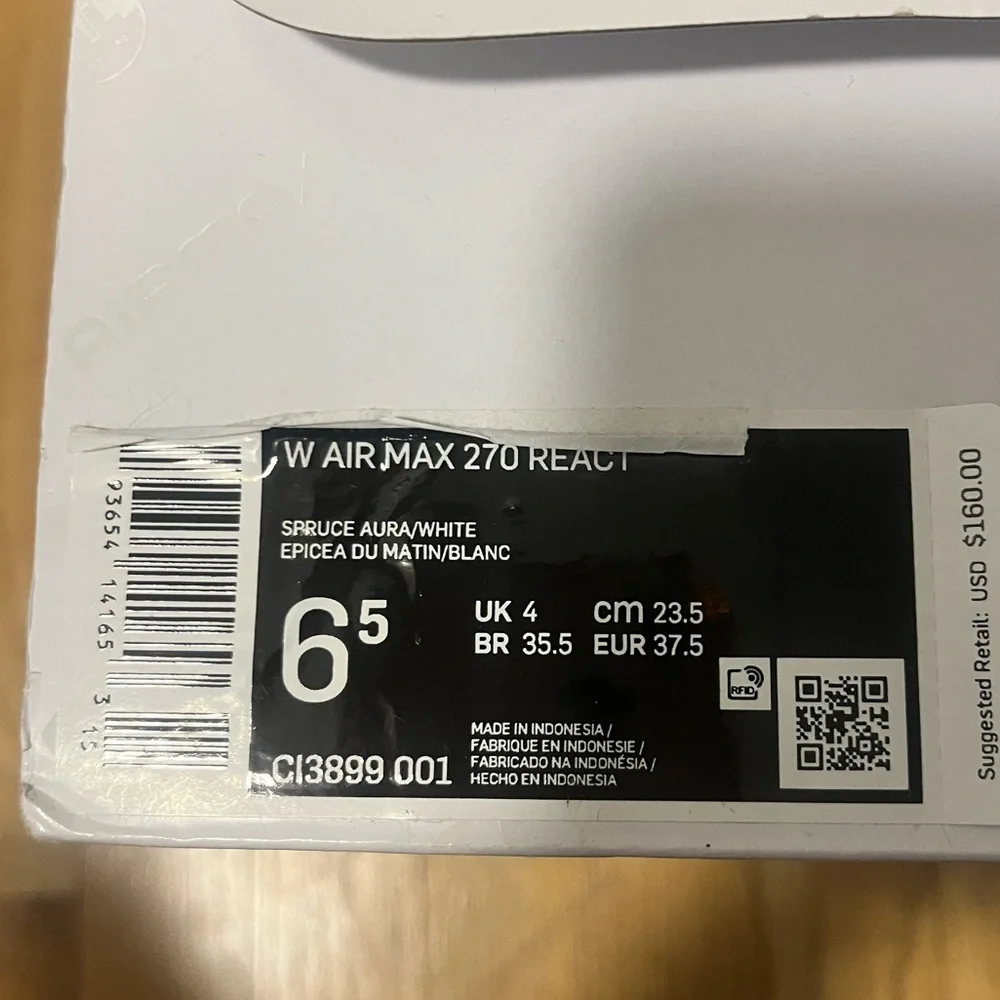 W AIR MAX 270 REACT
SPRUCE AURA/WHITE
EPICEA DU MATIN/BLANC
6⁵
UK 4 cm 23.5
BR 35.5 EUR 37.5
RFID
CI3899 001
MADE IN INDONESIA /
FABRIQUE EN INDONESIE /
FABRICADO NA INDONÉSIA /
HECHO EN INDONESIA
93654 14165 3 15
Suggested Retail: USD $160.00